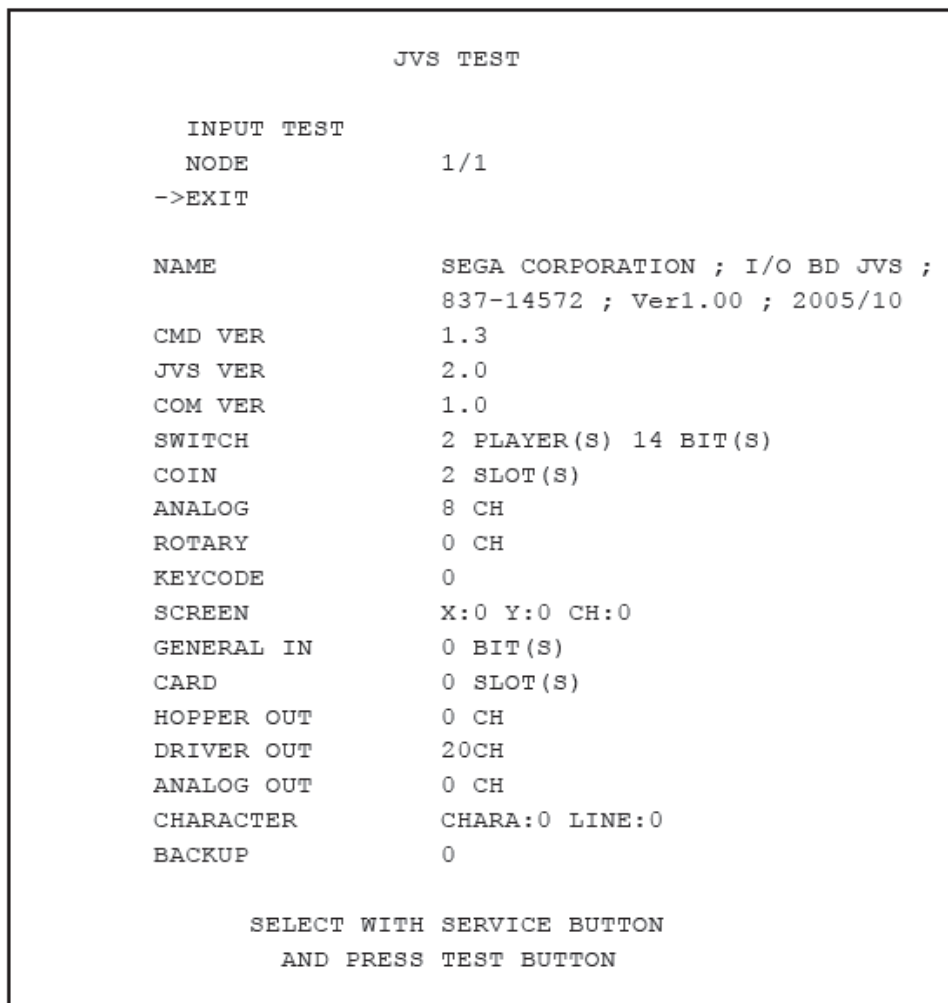 JVS TEST
INPUT TEST
NODE 1/1
->EXIT
NAME SEGA CORPORATION ; I/O BD JVS ;
837-14572 ; Ver1.00 ; 2005/10
CMD VER 1.3
JVS VER 2.0
COM VER 1.0
SWITCH 2 PLAYER(S) 14 BIT(S)
COIN 2 SLOT(S)
ANALOG 8 CH
ROTARY 0 CH
KEYCODE 0
SCREEN X:0 Y:0 CH:0
GENERAL IN 0 BIT(S)
CARD 0 SLOT(S)
HOPPER OUT 0 CH
DRIVER OUT 20CH
ANALOG OUT 0 CH
CHARACTER CHARA:0 LINE:0
BACKUP 0
SELECT WITH SERVICE BUTTON
AND PRESS TEST BUTTON